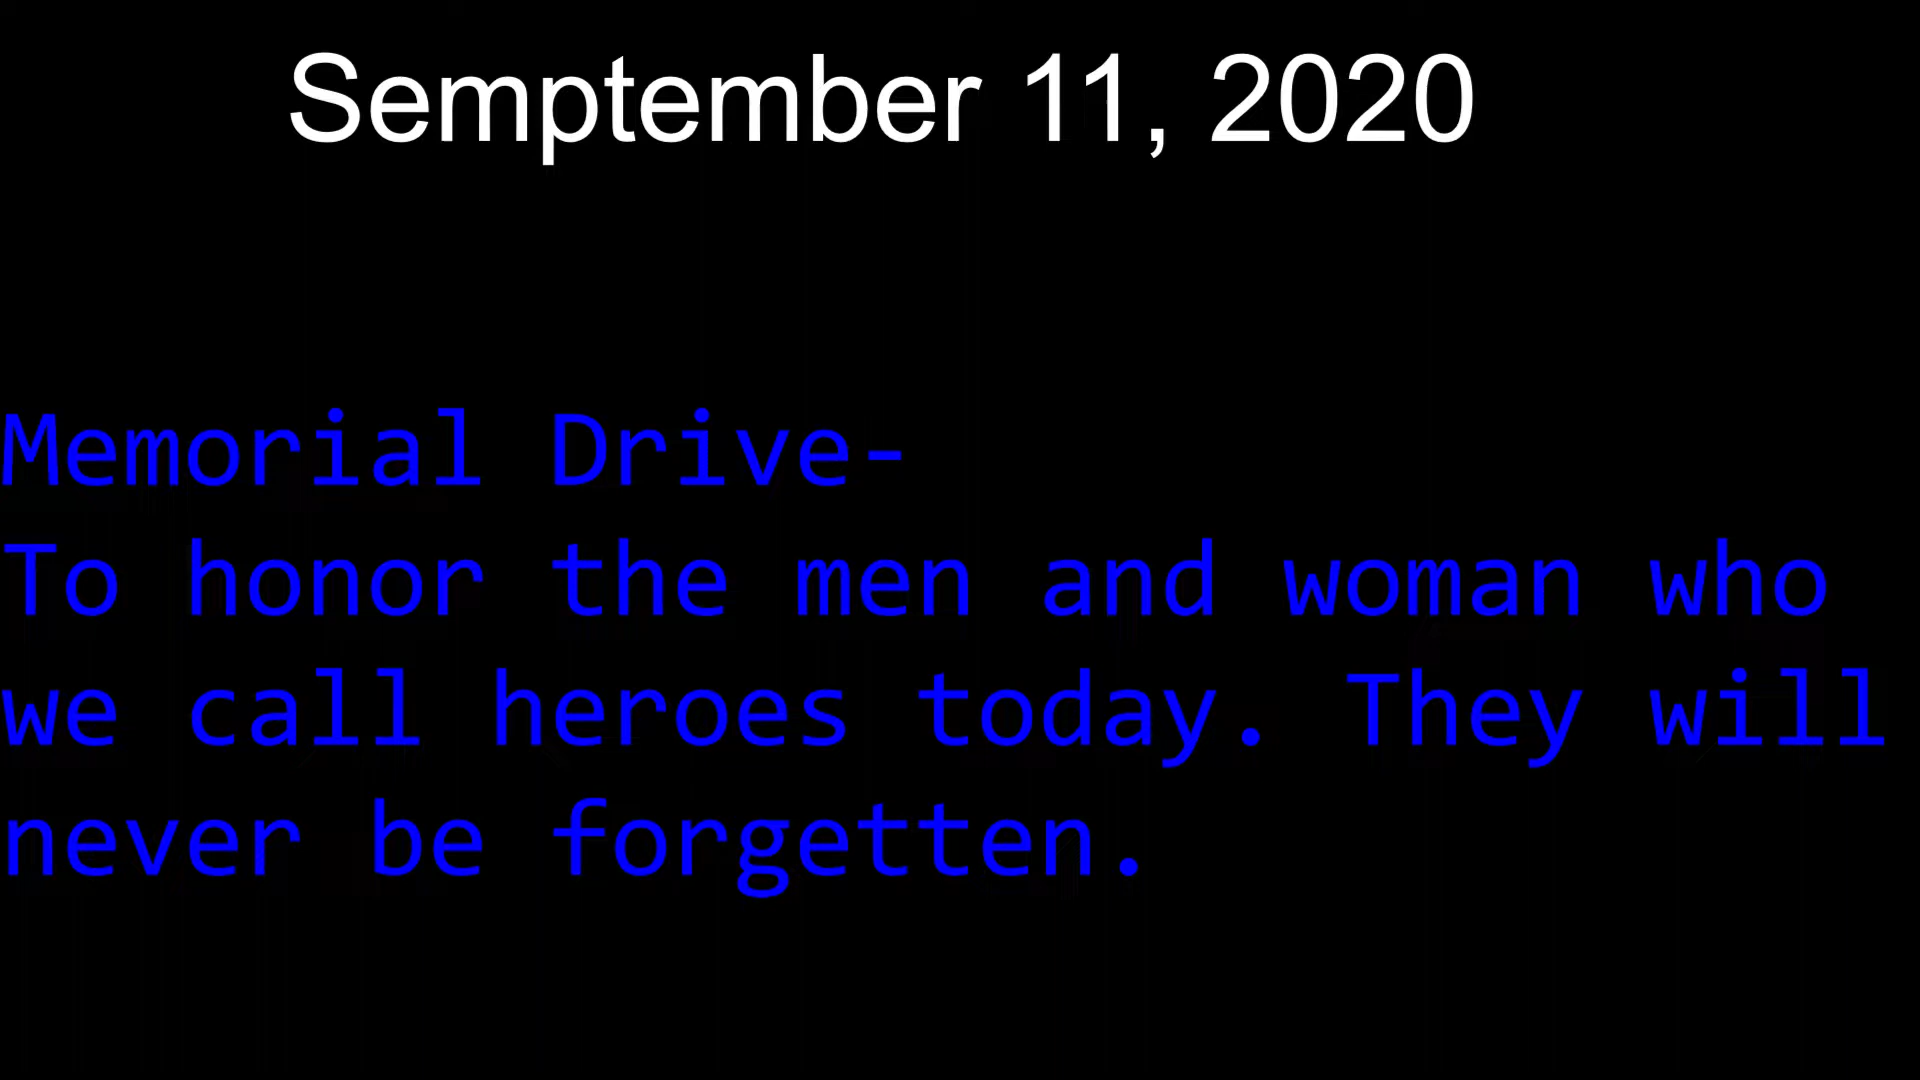 Semptember 11, 2020
Memorial Drive-
To honor the men and woman who
we call heroes today. They will
never be forgetten.